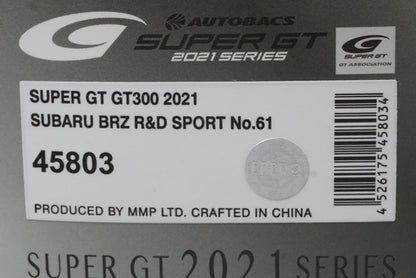 AUTOBACS
SUPER GT
2021 SERIES
SUPER GT
GT ASSOCIATION
SUPER GT GT300 2021
SUBARU BRZ R&D SPORT No.61
45803
4 526175 458034
PRODUCED BY MMP LTD. CRAFTED IN CHINA
SUPER GT 2021 SERIES